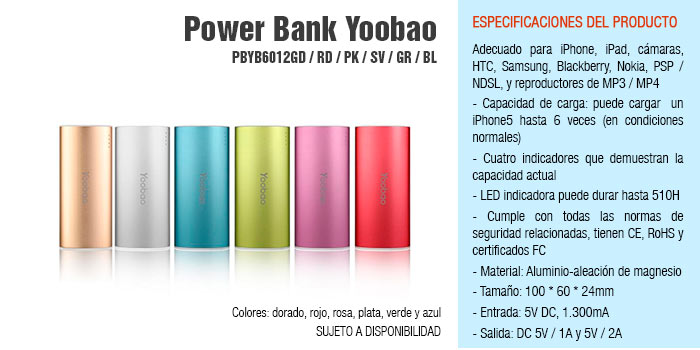 Power Bank Yoobao
PBYB6012GD / RD / PK / SV / GR / BL
Yoobao
Yoobao
Yoobao
Yoobao
Yoobao
Yoobao
Colores: dorado, rojo, rosa, plata, verde y azul
SUJETO A DISPONIBILIDAD
ESPECIFICACIONES DEL PRODUCTO
Adecuado para iPhone, iPad, cámaras,
HTC, Samsung, Blackberry, Nokia, PSP /
NDSL, y reproductores de MP3 / MP4
- Capacidad de carga: puede cargar un
iPhone5 hasta 6 veces (en condiciones
normales)
- Cuatro indicadores que demuestran la
capacidad actual
- LED indicadora puede durar hasta 510H
- Cumple con todas las normas de
seguridad relacionadas, tienen CE, RoHS y
certificados FC
- Material: Aluminio-aleación de magnesio
- Tamaño: 100 * 60 * 24mm
- Entrada: 5V DC, 1.300mA
- Salida: DC 5V / 1A y 5V / 2A